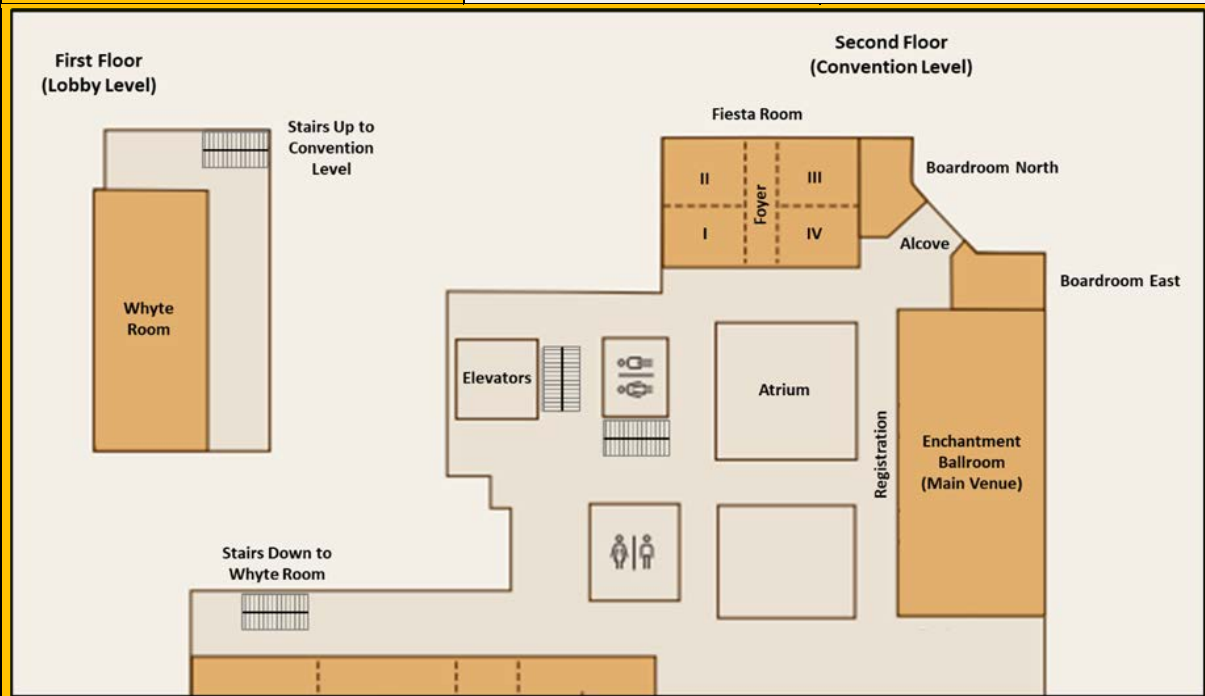 First Floor
(Lobby Level)
Stairs Up to
Convention
Level
Whyte
Room
Second Floor
(Convention Level)
Fiesta Room
II
III
Foyer
I
IV
Boardroom North
Alcove
Boardroom East
Elevators
Atrium
Registration
Enchantment
Ballroom
(Main Venue)
Stairs Down to
Whyte Room